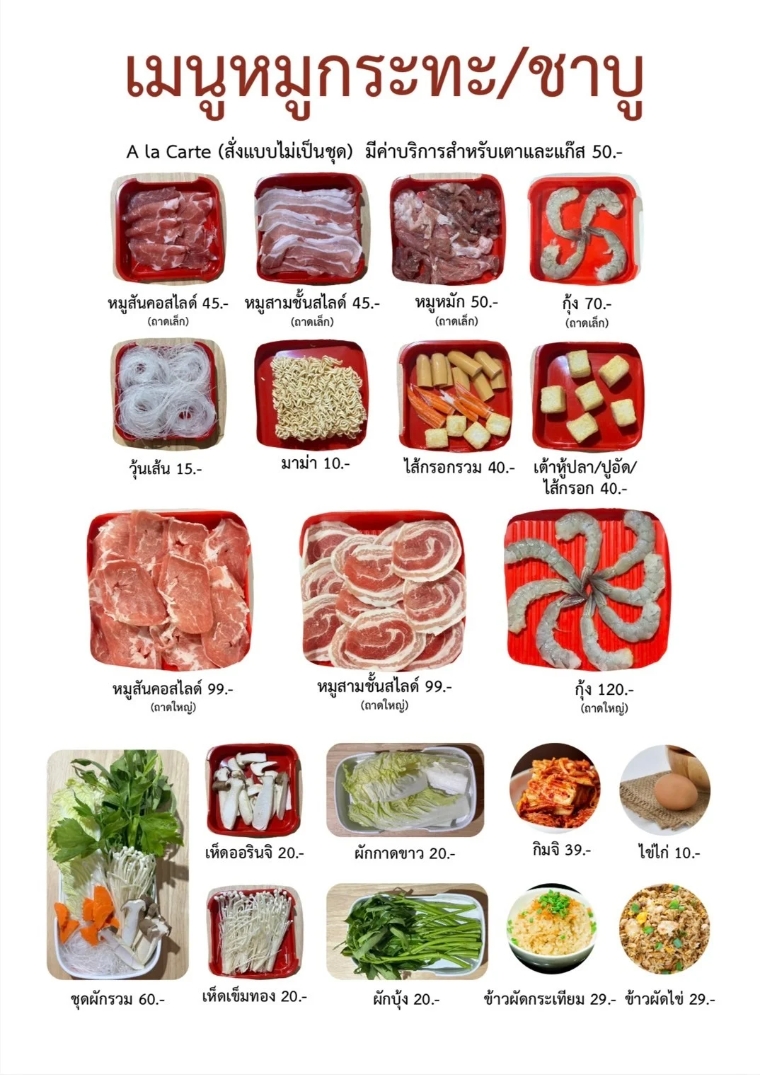 เมนูหมูกระทะ/ชาบู
A la Carte (สั่งแบบไม่เป็นชุด) มีค่าบริการสำหรับเตาและแก๊ส 50.-
หมูสันคอสไลด์ 45.-
(ถาดเล็ก)
หมูสามชั้นสไลด์ 45.-
(ถาดเล็ก)
หมูหมัก 50.-
(ถาดเล็ก)
กุ้ง 70.-
(ถาดเล็ก)
วุ้นเส้น 15.-
มาม่า 10.-
ไส้กรอกรวม 40.-
เต้าหู้ปลา/ปูอัด/
ไส้กรอก 40.-
หมูสันคอสไลด์ 99.-
(ถาดใหญ่)
หมูสามชั้นสไลด์ 99.-
(ถาดใหญ่)
กุ้ง 120.-
(ถาดใหญ่)
เห็ดออรินจิ 20.-
ผักกาดขาว 20.-
กิมจิ 39.-
ไข่ไก่ 10.-
ชุดผักรวม 60.-
เห็ดเข็มทอง 20.-
ผักบุ้ง 20.-
ข้าวผัดกระเทียม 29.-
ข้าวผัดไข่ 29.-